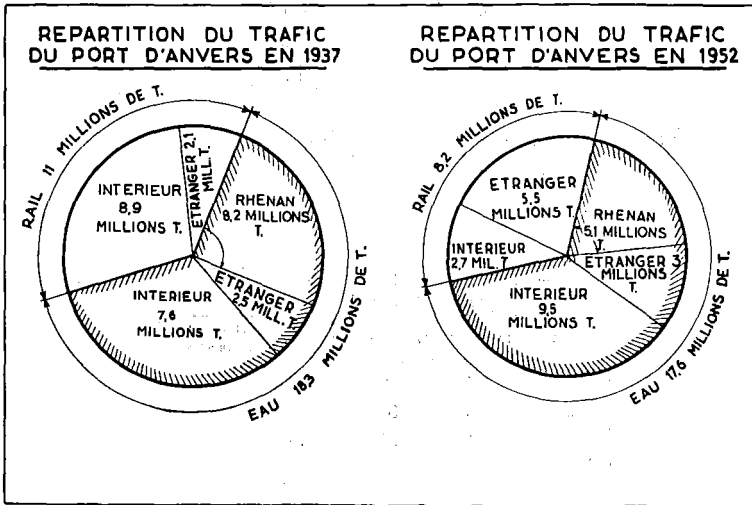 REPARTITION DU TRAFIC
DU PORT D'ANVERS EN 1937
RAIL 11 MILLIONS DE T.
INTERIEUR
8,9
MILLIONS T.
ETRANGER 2,1
MILL. T.
RHENAN
8,2 MILLIONS
T.
ETRANGER
2,5 MILL. T.
INTERIEUR
7,6
MILLIONS T.
EAU 18,3 MILLIONS DE T.
REPARTITION DU TRAFIC
DU PORT D'ANVERS EN 1952
RAIL 8,2 MILLIONS DE T.
ETRANGER
5,5
MILLIONS T.
INTERIEUR
2,7 MIL. T
RHENAN
5,1 MILLIONS
T.
ETRANGER 3
MILLIONS
T.
INTERIEUR
9,5
MILLIONS T.
EAU 17,6 MILLIONS DE T.